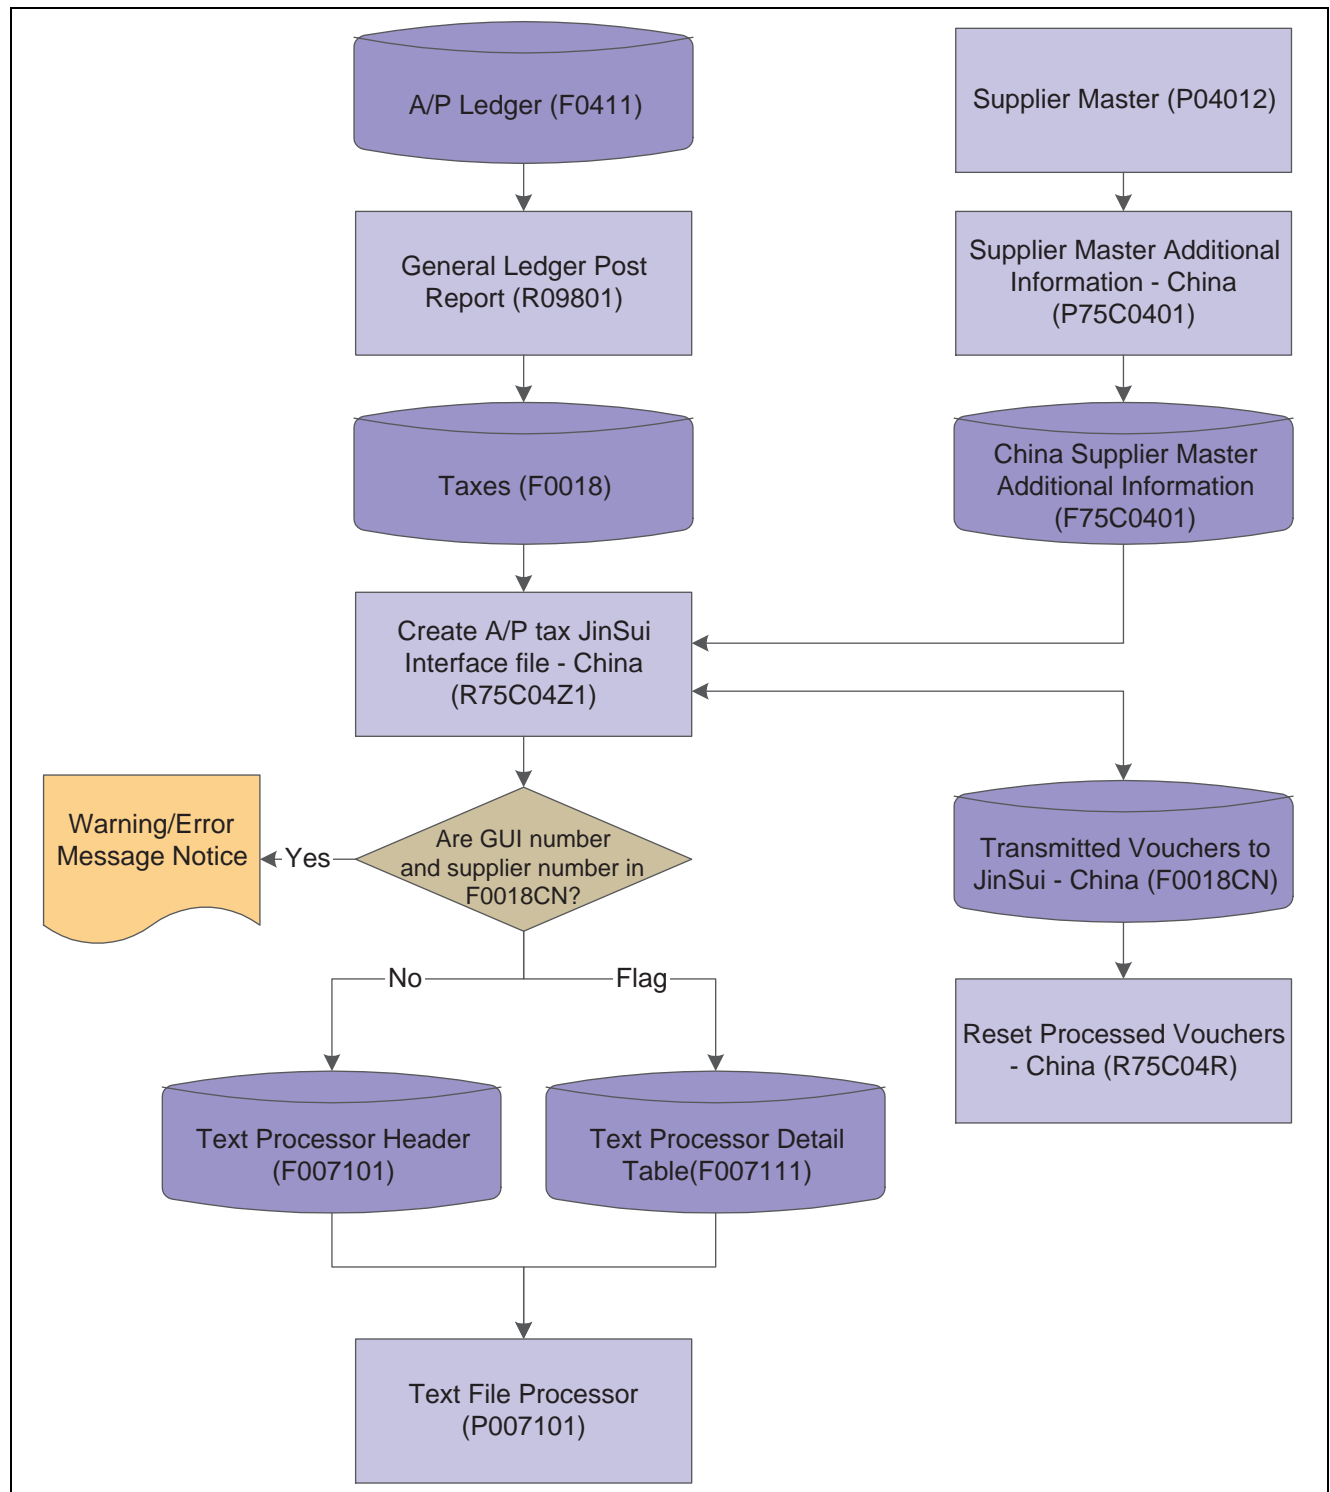 A/P Ledger (F0411)
Supplier Master (P04012)
General Ledger Post
Report (R09801)
Supplier Master Additional
Information - China
(P75C0401)
Taxes (F0018)
China Supplier Master
Additional Information
(F75C0401)
Create A/P tax JinSui
Interface file - China
(R75C04Z1)
Warning/Error
Message Notice
Yes
Are GUI number
and supplier number in
F0018CN?
Transmitted Vouchers to
JinSui - China (F0018CN)
No
Flag
Reset Processed Vouchers
- China (R75C04R)
Text Processor Header
(F007101)
Text Processor Detail
Table(F007111)
Text File Processor
(P007101)